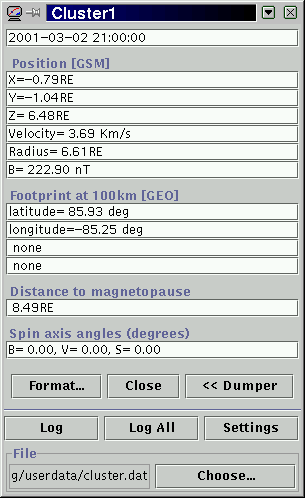 Cluster1
2001-03-02 21:00:00
Position [GSM]
X=-0.79RE
Y=-1.04RE
Z= 6.48RE
Velocity= 3.69 Km/s
Radius= 6.61RE
B= 222.90 nT
Footprint at 100km [GEO]
latitude= 85.93 deg
longitude=-85.25 deg
none
none
Distance to magnetopause
8.49RE
Spin axis angles (degrees)
B= 0.00, V= 0.00, S= 0.00
Format... Close << Dumper
Log Log All Settings
File
g/userdata/cluster.dat Choose...